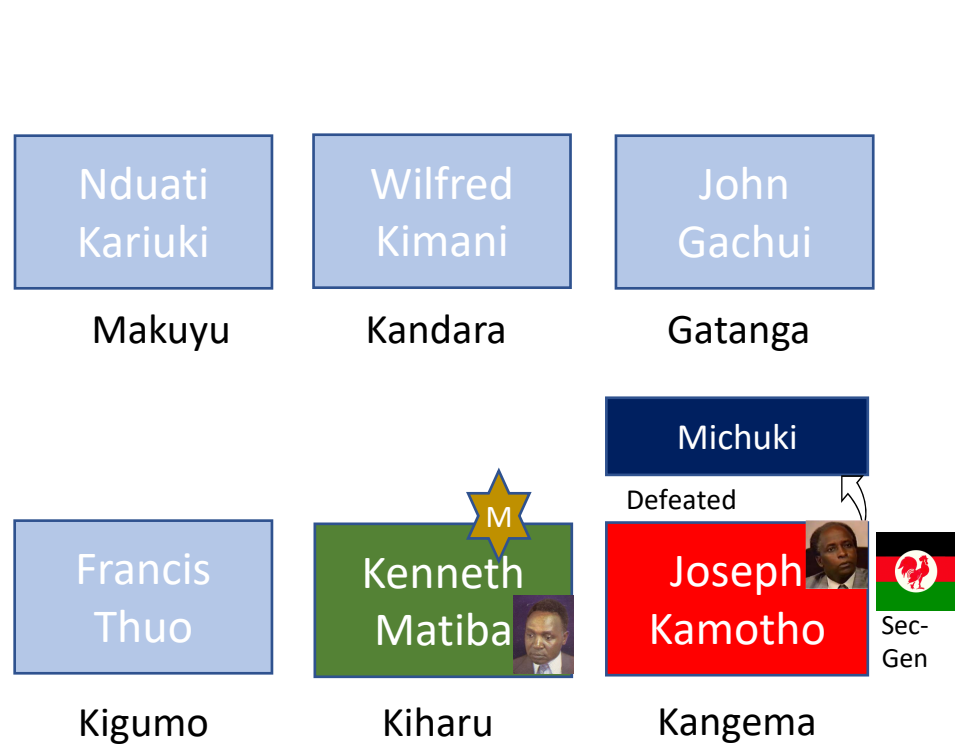 Nduati
Kariuki
Wilfred
Kimani
John
Gachui
Makuyu
Kandara
Gatanga
Michuki
Defeated
M
Francis
Thuo
Kenneth
Matiba
Joseph
Kamotho
Sec-
Gen
Kigumo
Kiharu
Kangema